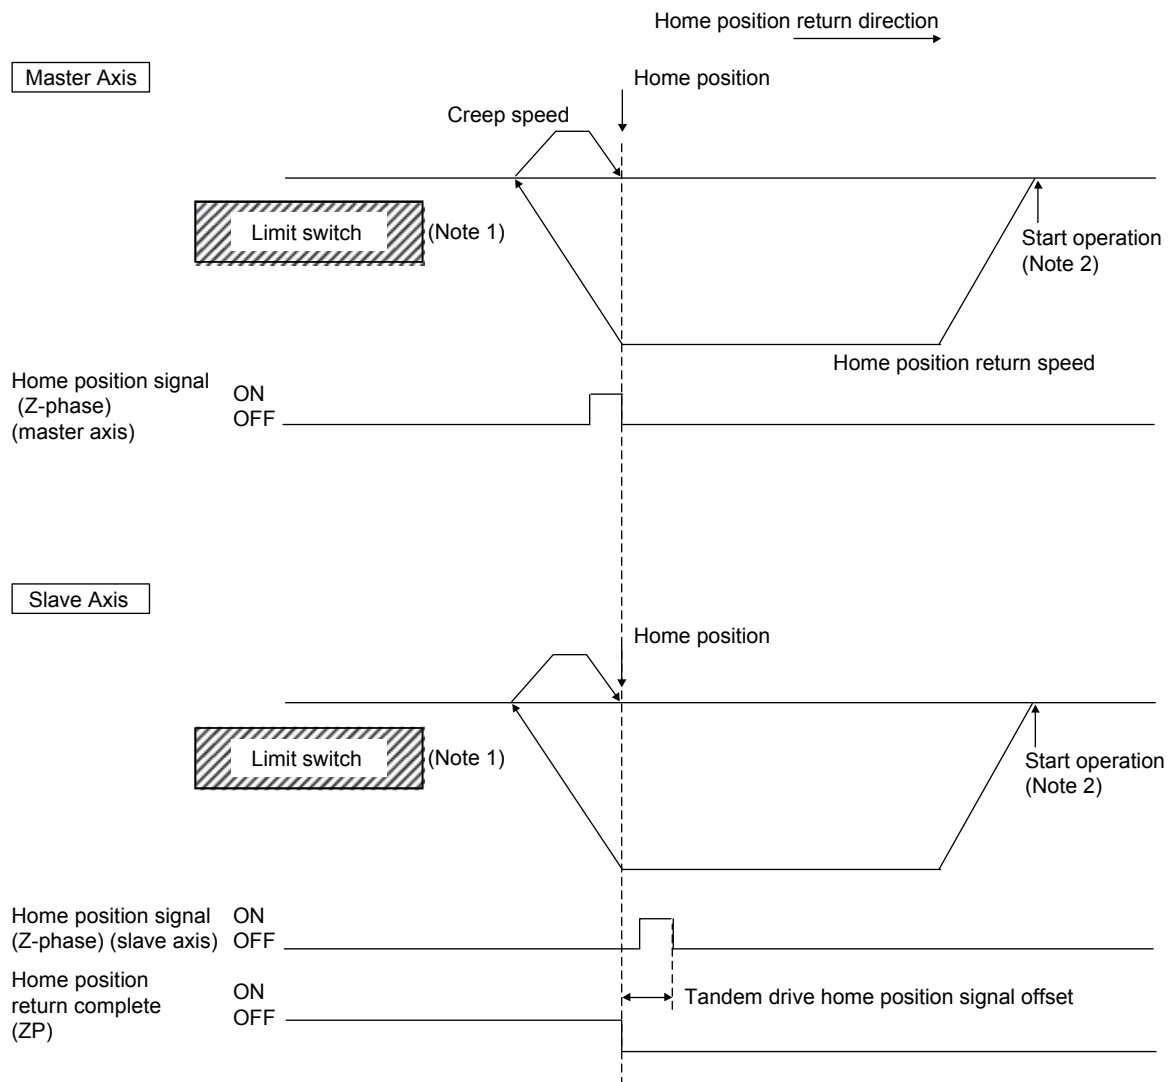 Home position return direction
Master Axis
Home position
Creep speed
Limit switch
(Note 1)
Start operation
(Note 2)
Home position return speed
Home position signal
(Z-phase)
(master axis)
ON
OFF
Slave Axis
Home position
Limit switch
(Note 1)
Start operation
(Note 2)
Home position signal
(Z-phase) (slave axis)
ON
OFF
Home position
return complete
(ZP)
ON
OFF
Tandem drive home position signal offset